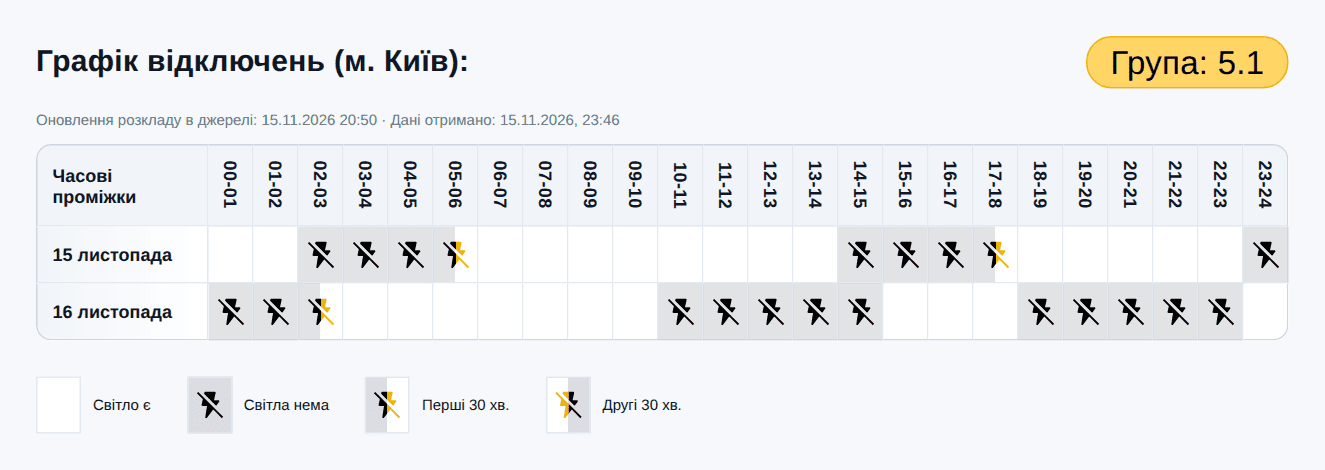 Графік відключень (м. Київ):
Група: 5.1
Оновлення розкладу в джерелі: 15.11.2026 20:50 · Дані отримано: 15.11.2026, 23:46
Часові
проміжки
00-01
01-02
02-03
03-04
04-05
05-06
06-07
07-08
08-09
09-10
10-11
11-12
12-13
13-14
14-15
15-16
16-17
17-18
18-19
19-20
20-21
21-22
22-23
23-24
15 листопада
16 листопада
Світло є
Світла нема
Перші 30 хв.
Другі 30 хв.